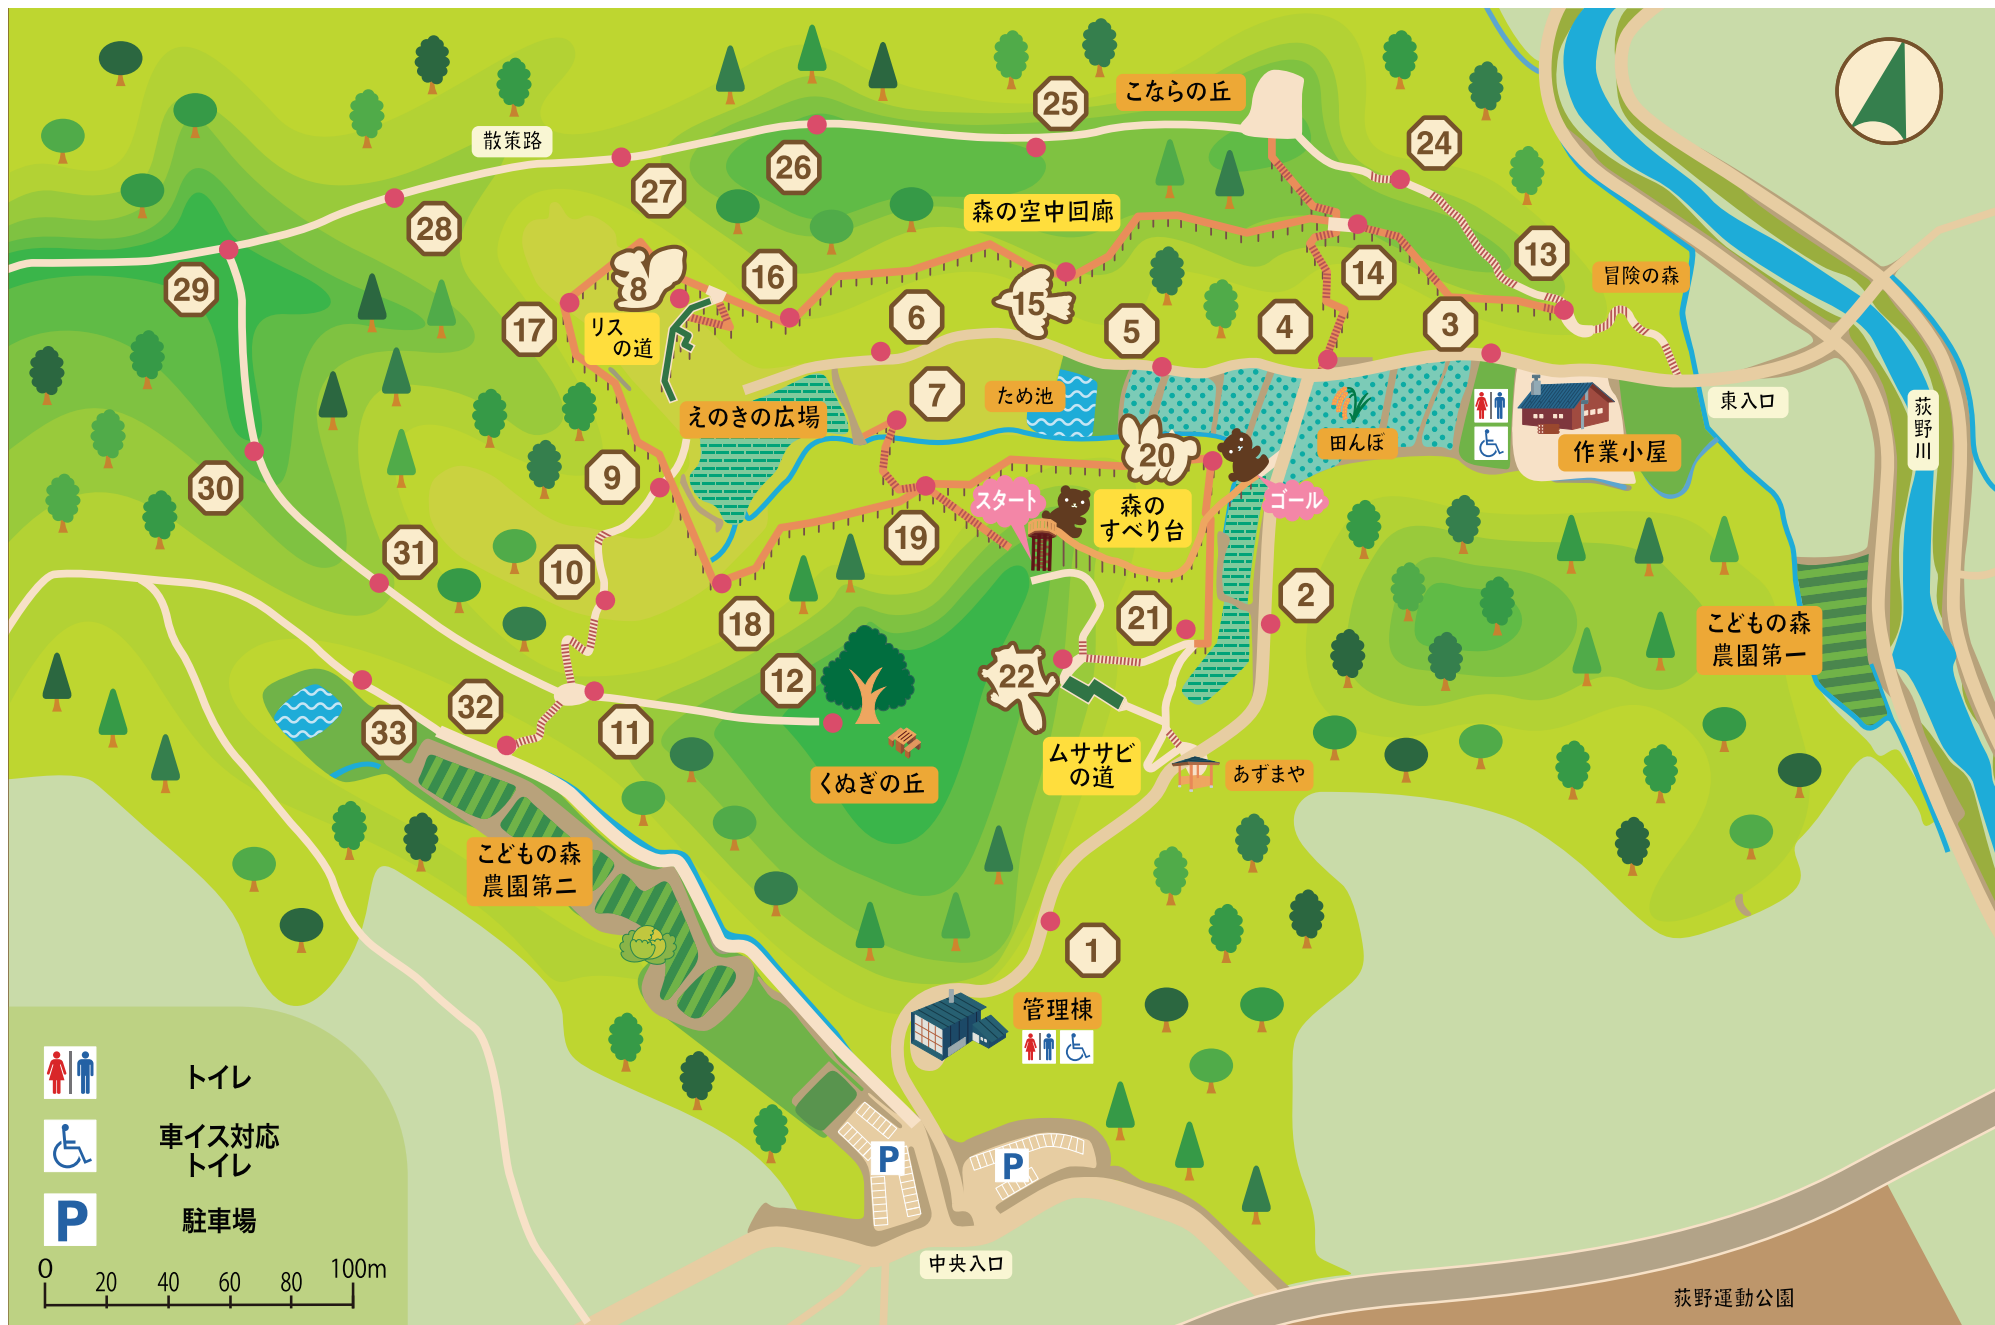 こならの丘
25
24
散策路
26
27
森の空中回廊
28
13
冒険の森
29
8
16
14
15
17
リス
の道
6
5
4
3
7
ため池
東入口
えのきの広場
荻野川
田んぼ
作業小屋
20
9
30
スタート
森の
すべり台
ゴール
19
31
10
2
18
21
こどもの森
農園第一
12
22
32
33
11
ムササビ
の道
あずまや
くぬぎの丘
こどもの森
農園第二
1
管理棟
トイレ
車イス対応
トイレ
P
P
P
駐車場
中央入口
0 20 40 60 80 100m
荻野運動公園